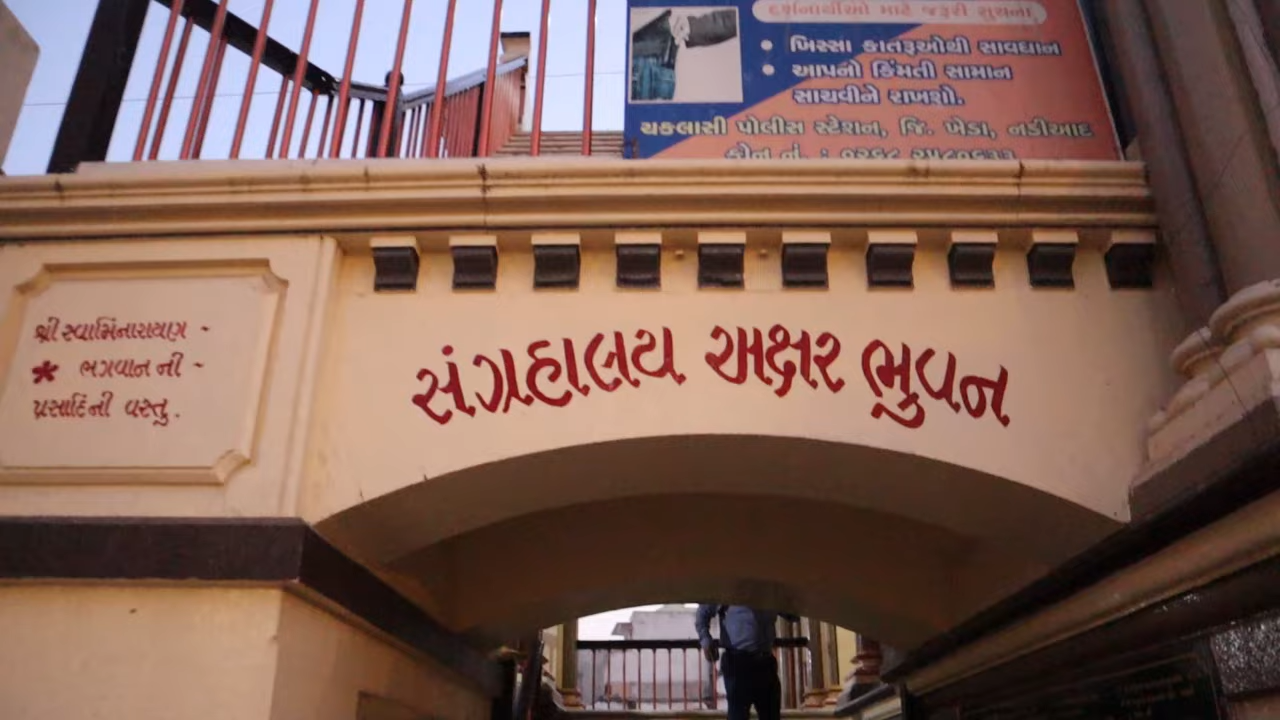 દર્શનાર્થીઓ માટે જરૂરી સુચના
• ખિસ્સા કાતરૂઓથી સાવધાન
• આપનો કિંમતી સામાન
સાચવીને રાખશો.
ચકલાસી પોલીસ સ્ટેશન, જિ. ખેડા, નડીઆદ
ફોન નં. :
શ્રી સ્વામિનારાયણ -
* ભગવાન ની -
પ્રસાદિની વસ્તુ.
સંગ્રહાલય અક્ષર ભુવન